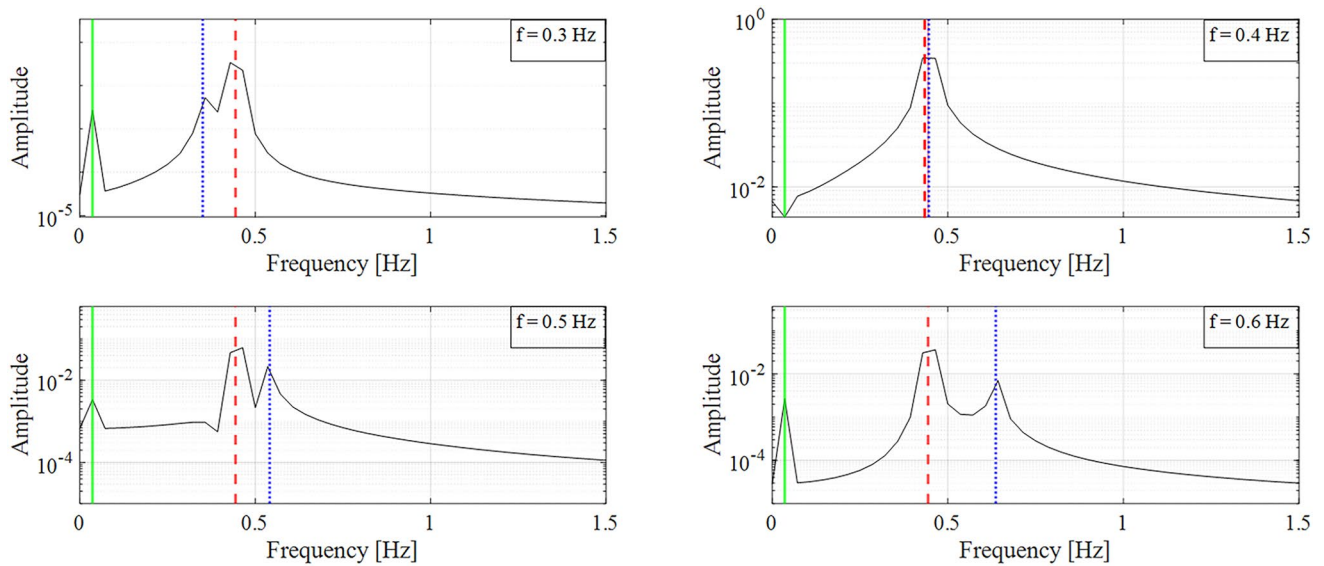 f = 0.3 Hz
Amplitude
10⁻⁵
0 0.5 1 1.5
Frequency [Hz]
f = 0.4 Hz
Amplitude
10⁰
10⁻²
0 0.5 1 1.5
Frequency [Hz]
f = 0.5 Hz
Amplitude
10⁻²
10⁻⁴
0 0.5 1 1.5
Frequency [Hz]
f = 0.6 Hz
Amplitude
10⁻²
10⁻⁴
0 0.5 1 1.5
Frequency [Hz]